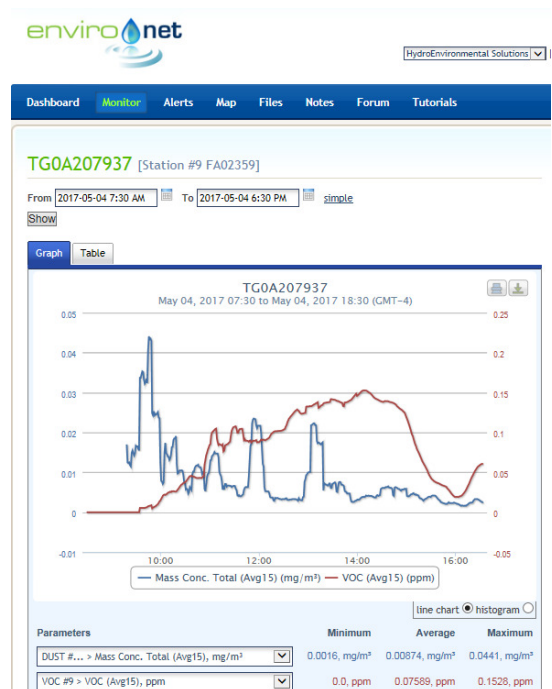 enviro net
HydroEnvironmental Solutions
Dashboard Monitor Alerts Map Files Notes Forum Tutorials
TG0A207937 [Station #9 FA02359]
From 2017-05-04 7:30 AM To 2017-05-04 6:30 PM simple
Show
Graph Table
TG0A207937
May 04, 2017 07:30 to May 04, 2017 18:30 (GMT-4)
0.05 0.25
0.04 0.2
0.03 0.15
0.02 0.1
0.01 0.05
0 0
-0.01 -0.05
10:00 12:00 14:00 16:00
Mass Conc. Total (Avg15) (mg/m³) VOC (Avg15) (ppm)
line chart histogram
Parameters Minimum Average Maximum
DUST #... > Mass Conc. Total (Avg15), mg/m³ 0.0016, mg/m³ 0.00874, mg/m³ 0.0441, mg/m³
VOC #9 > VOC (Avg15), ppm 0.0, ppm 0.07589, ppm 0.1528, ppm